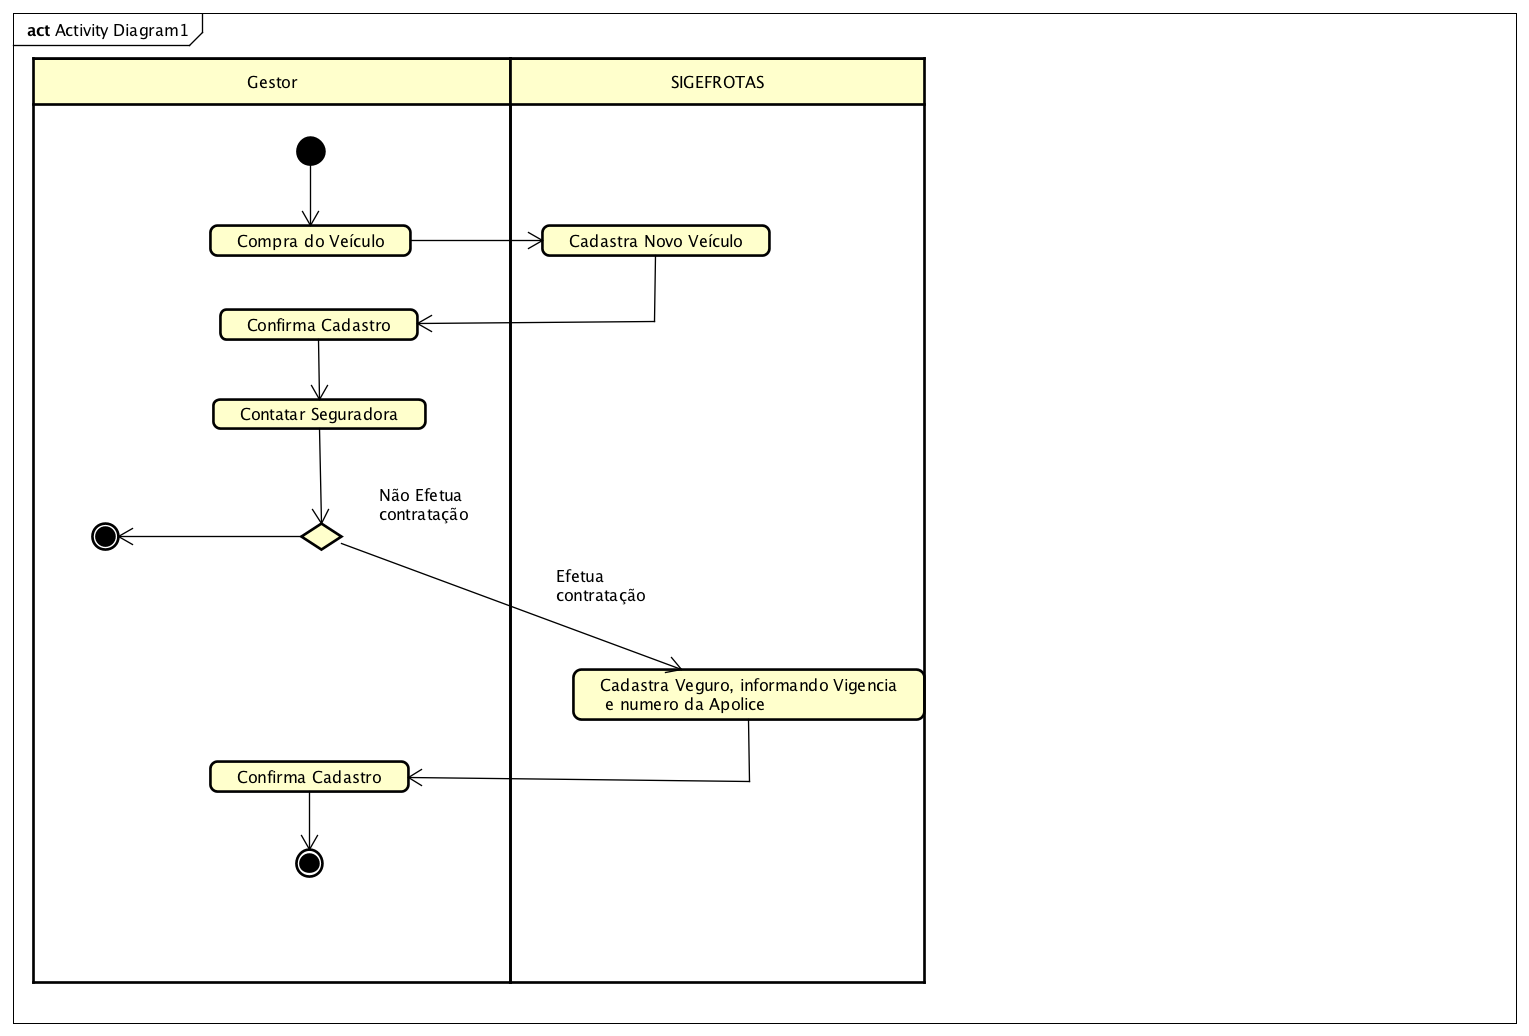 act Activity Diagram1
Gestor
SIGEFROTAS
Compra do Veículo
Cadastra Novo Veículo
Confirma Cadastro
Contatar Seguradora
Não Efetua
contratação
Efetua
contratação
Cadastra Veguro, informando Vigencia
e numero da Apolice
Confirma Cadastro